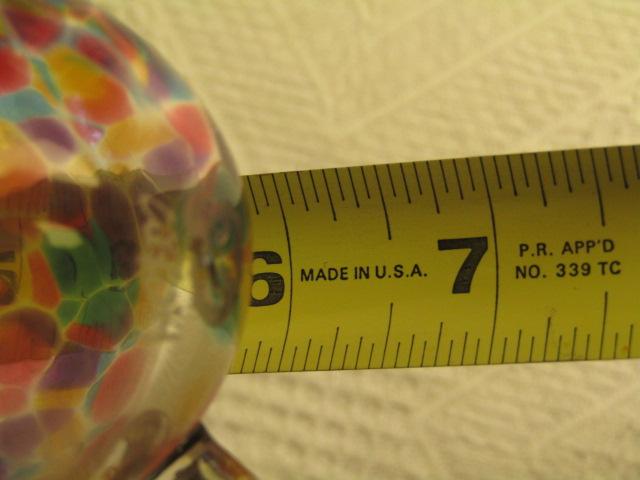 6 MADE IN U.S.A. 7 P.R. APP'D
NO. 339 TC